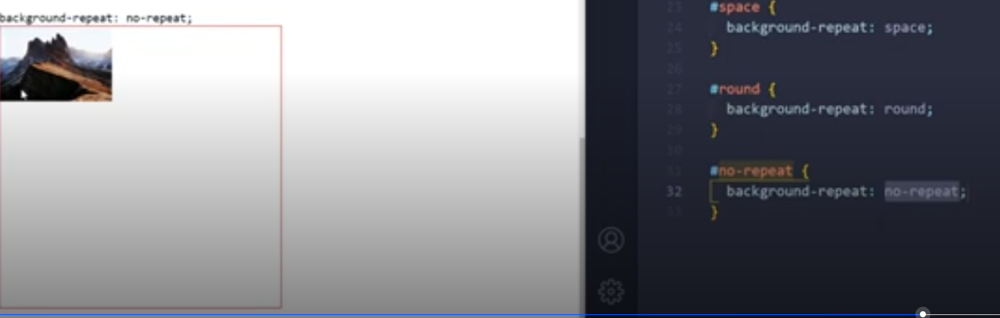 background-repeat: no-repeat;
23 #space {
24 background-repeat: space;
25 }
26
27 #round {
28 background-repeat: round;
29 }
30
31 #no-repeat {
32 background-repeat: no-repeat;
33 }